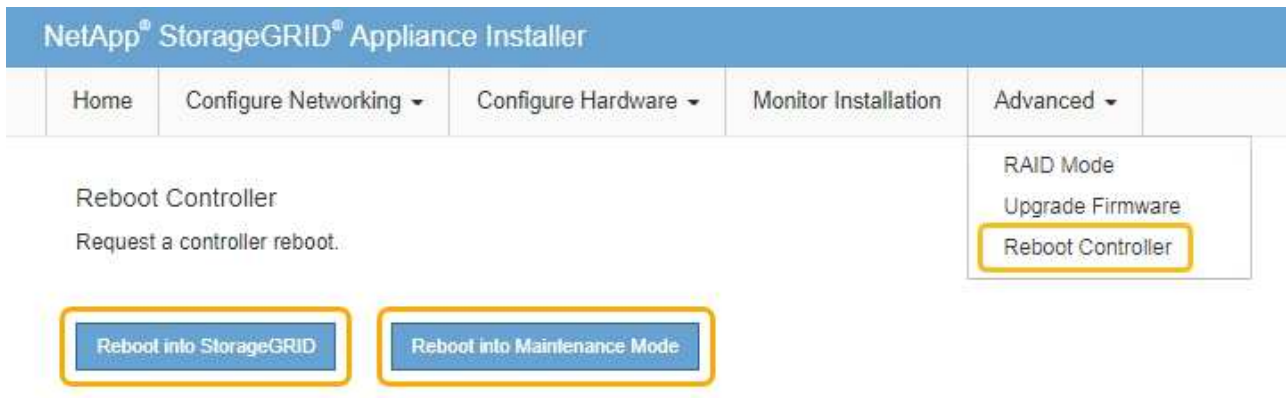 NetApp® StorageGRID® Appliance Installer
Home Configure Networking Configure Hardware Monitor Installation Advanced
RAID Mode
Upgrade Firmware
Reboot Controller
Reboot Controller
Request a controller reboot.
Reboot into StorageGRID Reboot into Maintenance Mode